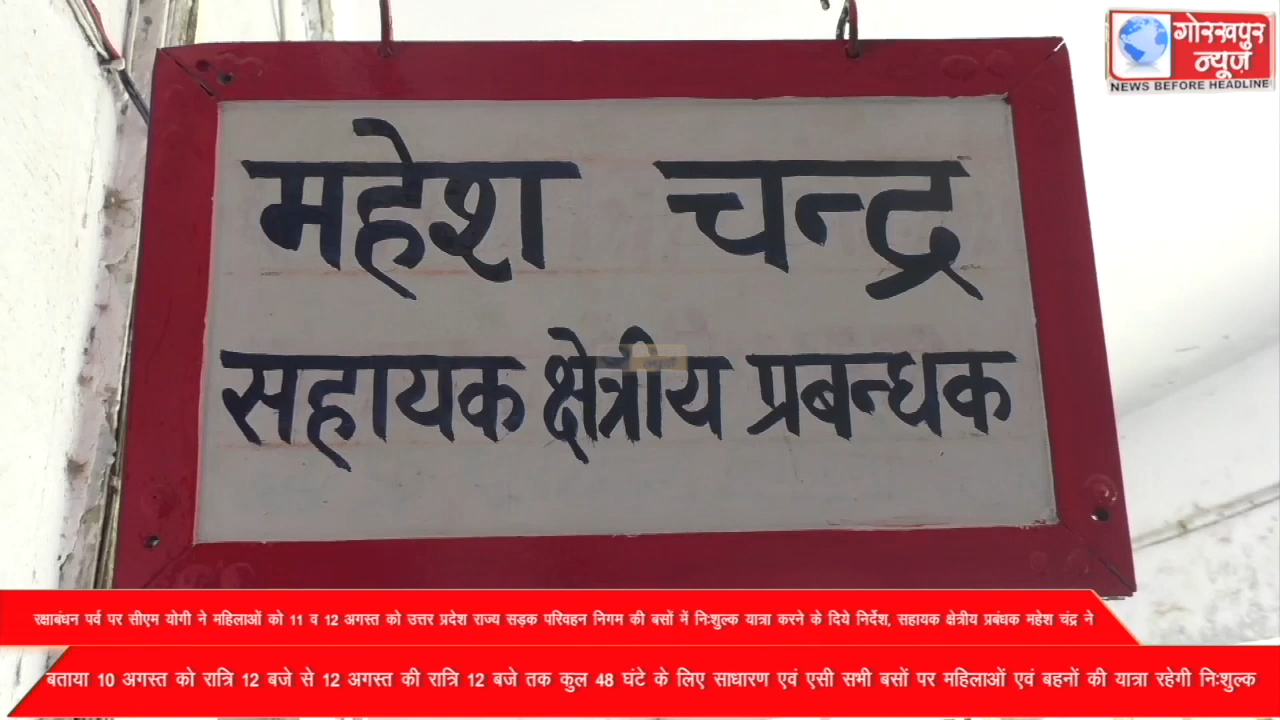 गोरखपुर
न्यूज़
NEWS BEFORE HEADLINE
महेश चन्द्र
सहायक क्षेत्रीय प्रबन्धक
रक्षाबंधन पर्व पर सीएम योगी ने महिलाओं को 11 व 12 अगस्त को उत्तर प्रदेश राज्य सड़क परिवहन निगम की बसों में निःशुल्क यात्रा करने के दिये निर्देश, सहायक क्षेत्रीय प्रबंधक महेश चंद्र ने
बताया 10 अगस्त को रात्रि 12 बजे से 12 अगस्त की रात्रि 12 बजे तक कुल 48 घंटे के लिए साधारण एवं एसी सभी बसों पर महिलाओं एवं बहनों की यात्रा रहेगी निःशुल्क